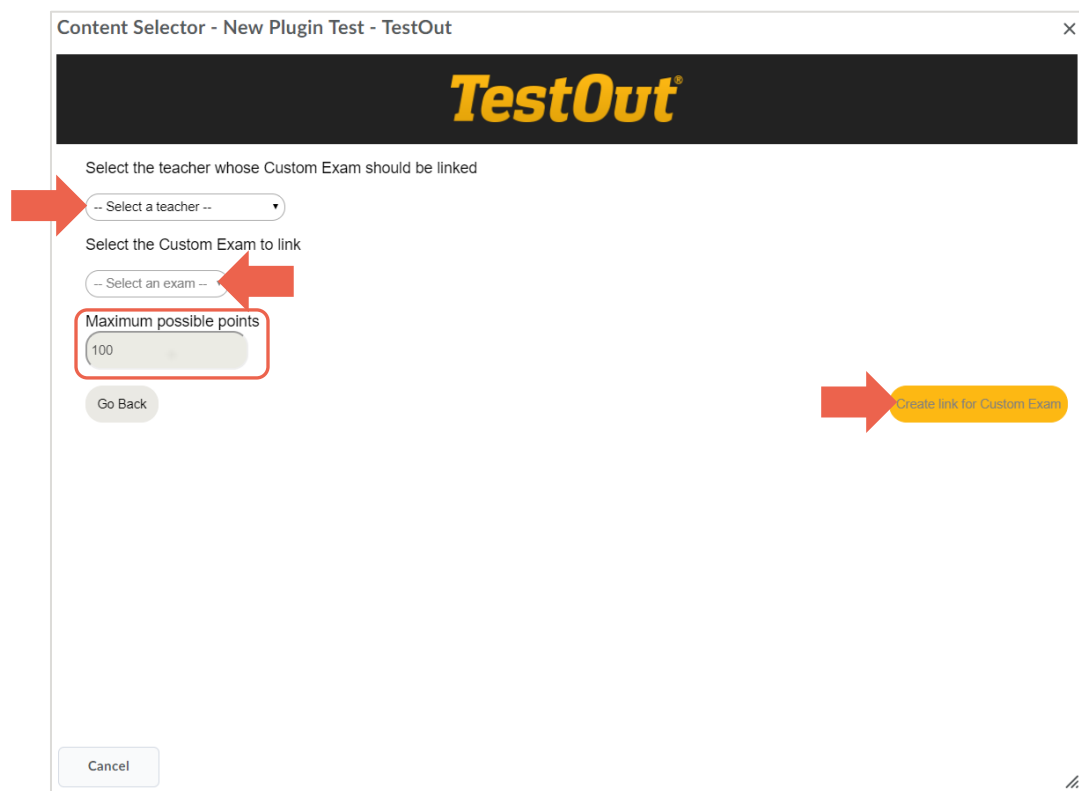 Content Selector - New Plugin Test - TestOut
TestOut®
Select the teacher whose Custom Exam should be linked
-- Select a teacher --
Select the Custom Exam to link
-- Select an exam --
Maximum possible points
100
Go Back
Create link for Custom Exam
Cancel